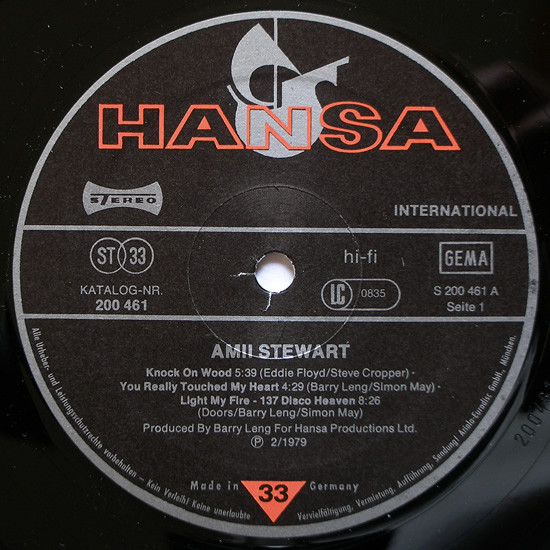 HANSA
STEREO
INTERNATIONAL
ST 33
hi-fi
GEMA
KATALOG-NR.
200 461
LC 0835
S 200 461 A
Seite 1
AMII STEWART
Knock On Wood 5:39 (Eddie Floyd/Steve Cropper) ·
You Really Touched My Heart 4:29 (Barry Leng/Simon May) ·
Light My Fire - 137 Disco Heaven 8:26
(Doors/Barry Leng/Simon May)
Produced By Barry Leng For Hansa Productions Ltd.
Ⓟ 2/1979
Made in Germany
33
Alle Urheber- und Leistungsschutzrechte vorbehalten – Kein Verleih! Keine unerlaubte Vervielfältigung, Vermietung, Aufführung, Sendung! Ariola-Eurodisc GmbH., München.